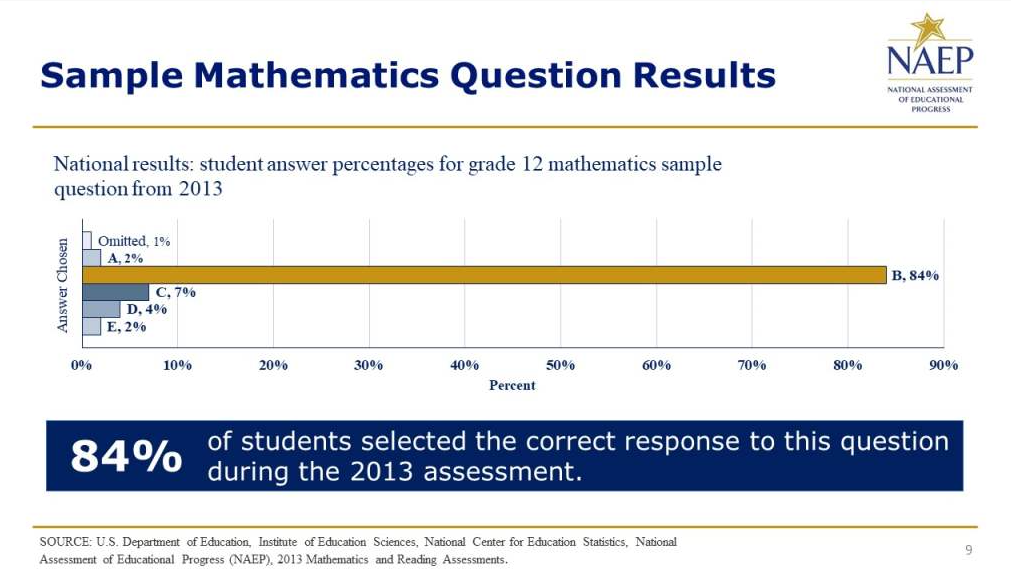 Sample Mathematics Question Results
NAEP
NATIONAL ASSESSMENT
OF EDUCATIONAL
PROGRESS
National results: student answer percentages for grade 12 mathematics sample
question from 2013
Answer Chosen
Omitted, 1%
A, 2%
B, 84%
C, 7%
D, 4%
E, 2%
0% 10% 20% 30% 40% 50% 60% 70% 80% 90%
Percent
84%
of students selected the correct response to this question
during the 2013 assessment.
SOURCE: U.S. Department of Education, Institute of Education Sciences, National Center for Education Statistics, National
Assessment of Educational Progress (NAEP), 2013 Mathematics and Reading Assessments.
9